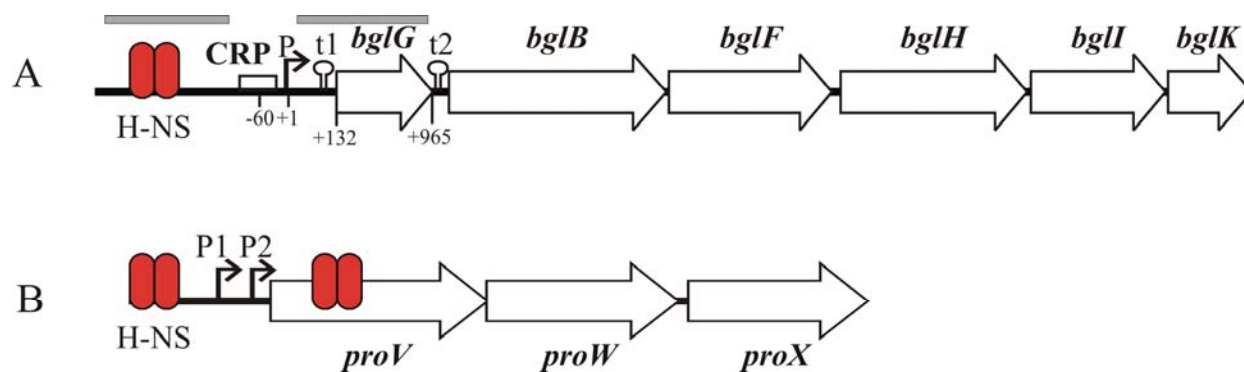 A
CRP P t1 bglG t2 bglB bglF bglH bglI bglK
H-NS -60 +1 +132 +965
B
P1 P2
H-NS
proV proW proX